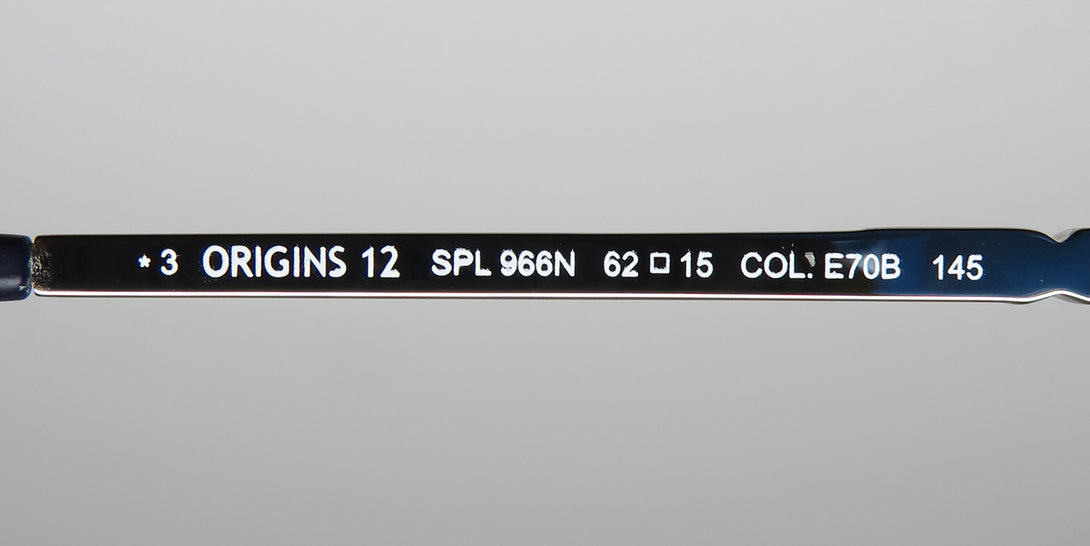 * 3 ORIGINS 12 SPL 966N 62 □ 15 COL. E70B 145